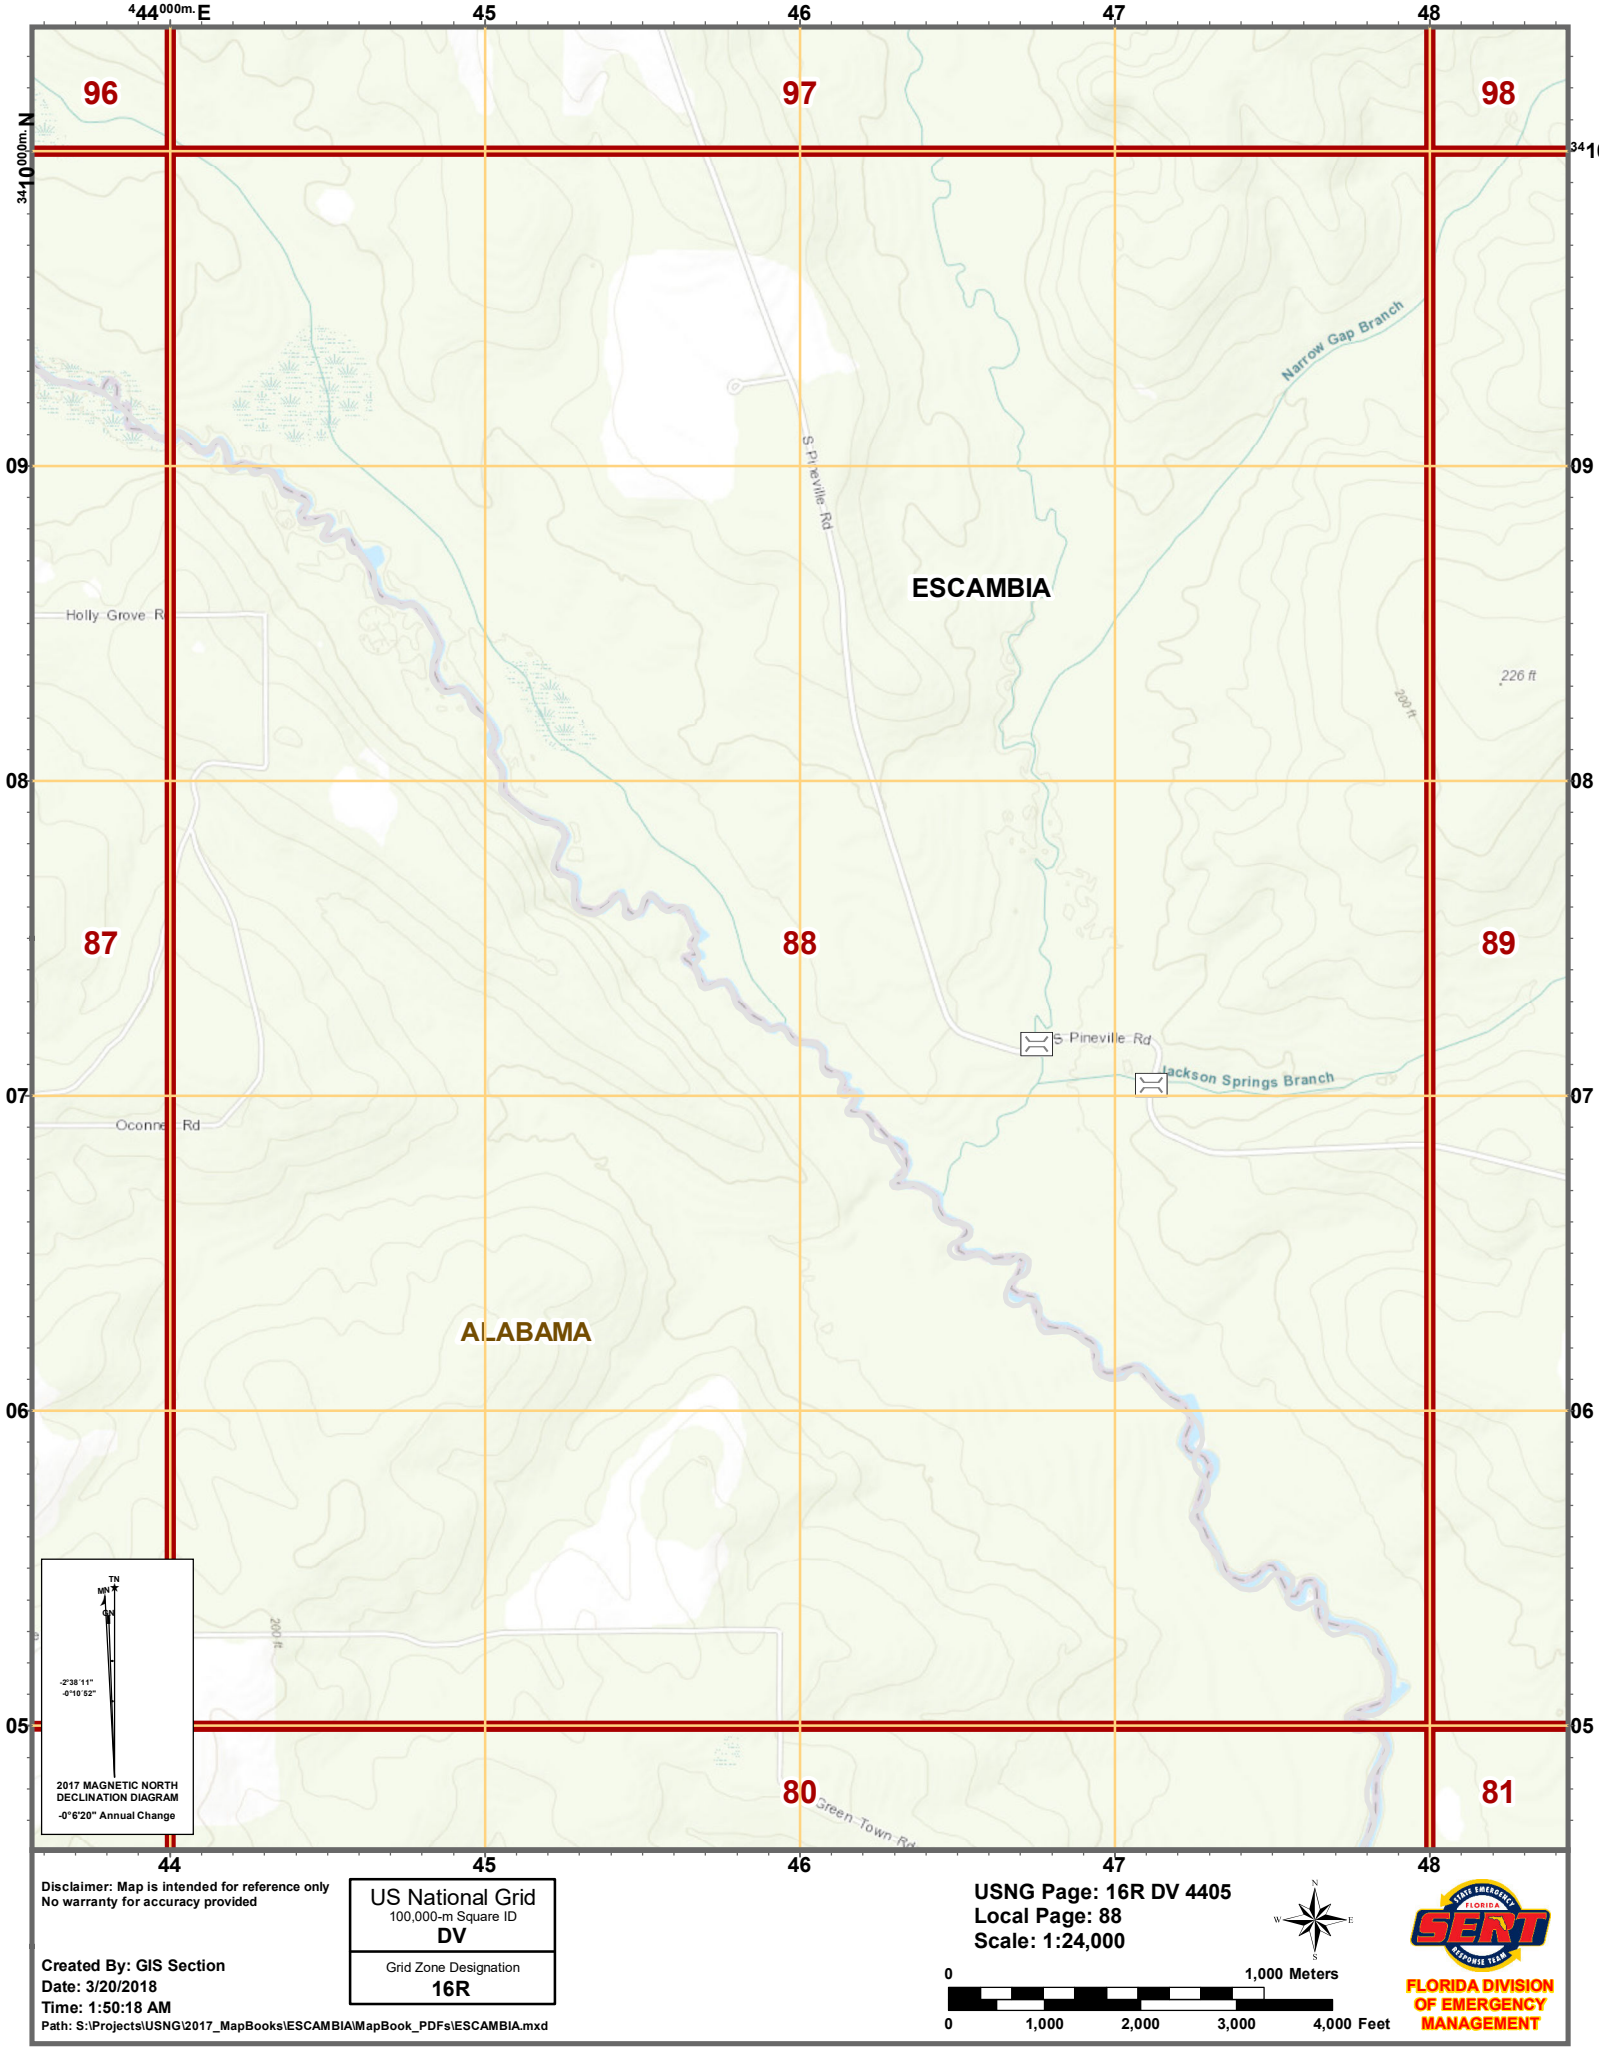 ⁴44⁰⁰⁰ᵐ·E
45
46
47
48
96
97
98
³⁴10⁰⁰⁰ᵐ·N
³⁴10
Narrow Gap Branch
S Pineville Rd
09
09
ESCAMBIA
Holly Grove R
226 ft
200 ft
08
08
87
88
89
S Pineville Rd
Jackson Springs Branch
07
07
Oconne Rd
ALABAMA
06
06
TN
MN
GN
200 ft
-2°38'11"
-0°10'52"
05
05
2017 MAGNETIC NORTH
DECLINATION DIAGRAM
-0°6'20" Annual Change
80
81
Green Town Rd
44
45
46
47
48
Disclaimer: Map is intended for reference only
No warranty for accuracy provided
Created By: GIS Section
Date: 3/20/2018
Time: 1:50:18 AM
Path: S:\Projects\USNG\2017_MapBooks\ESCAMBIA\MapBook_PDFs\ESCAMBIA.mxd
US National Grid
100,000-m Square ID
DV
Grid Zone Designation
16R
USNG Page: 16R DV 4405
Local Page: 88
Scale: 1:24,000
N
W
E
S
0
1,000 Meters
0
1,000
2,000
3,000
4,000 Feet
STATE EMERGENCY
FLORIDA
SERT
RESPONSE TEAM
FLORIDA DIVISION
OF EMERGENCY
MANAGEMENT